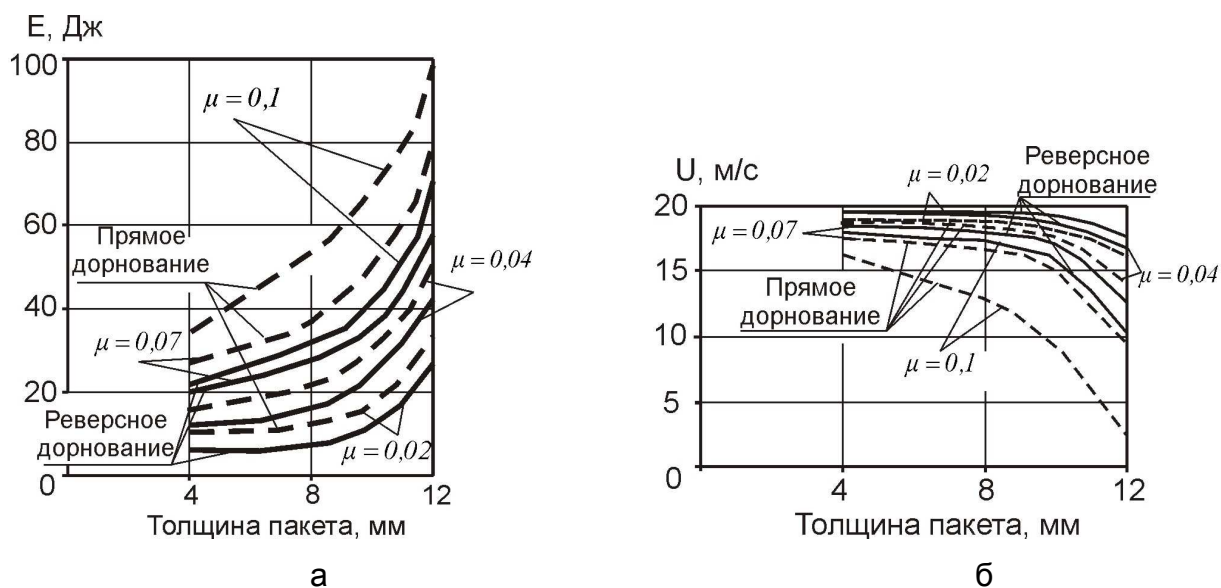 E, Дж
100
80
60
40
20
0
4
8
12
μ = 0,1
Прямое
дорнование
μ = 0,04
μ = 0,07
Реверсное
дорнование
μ = 0,02
Толщина пакета, мм
а
U, м/с
20
15
10
5
0
4
8
12
μ = 0,02
Реверсное
дорнование
μ = 0,07
μ = 0,04
Прямое
дорнование
μ = 0,1
Толщина пакета, мм
б